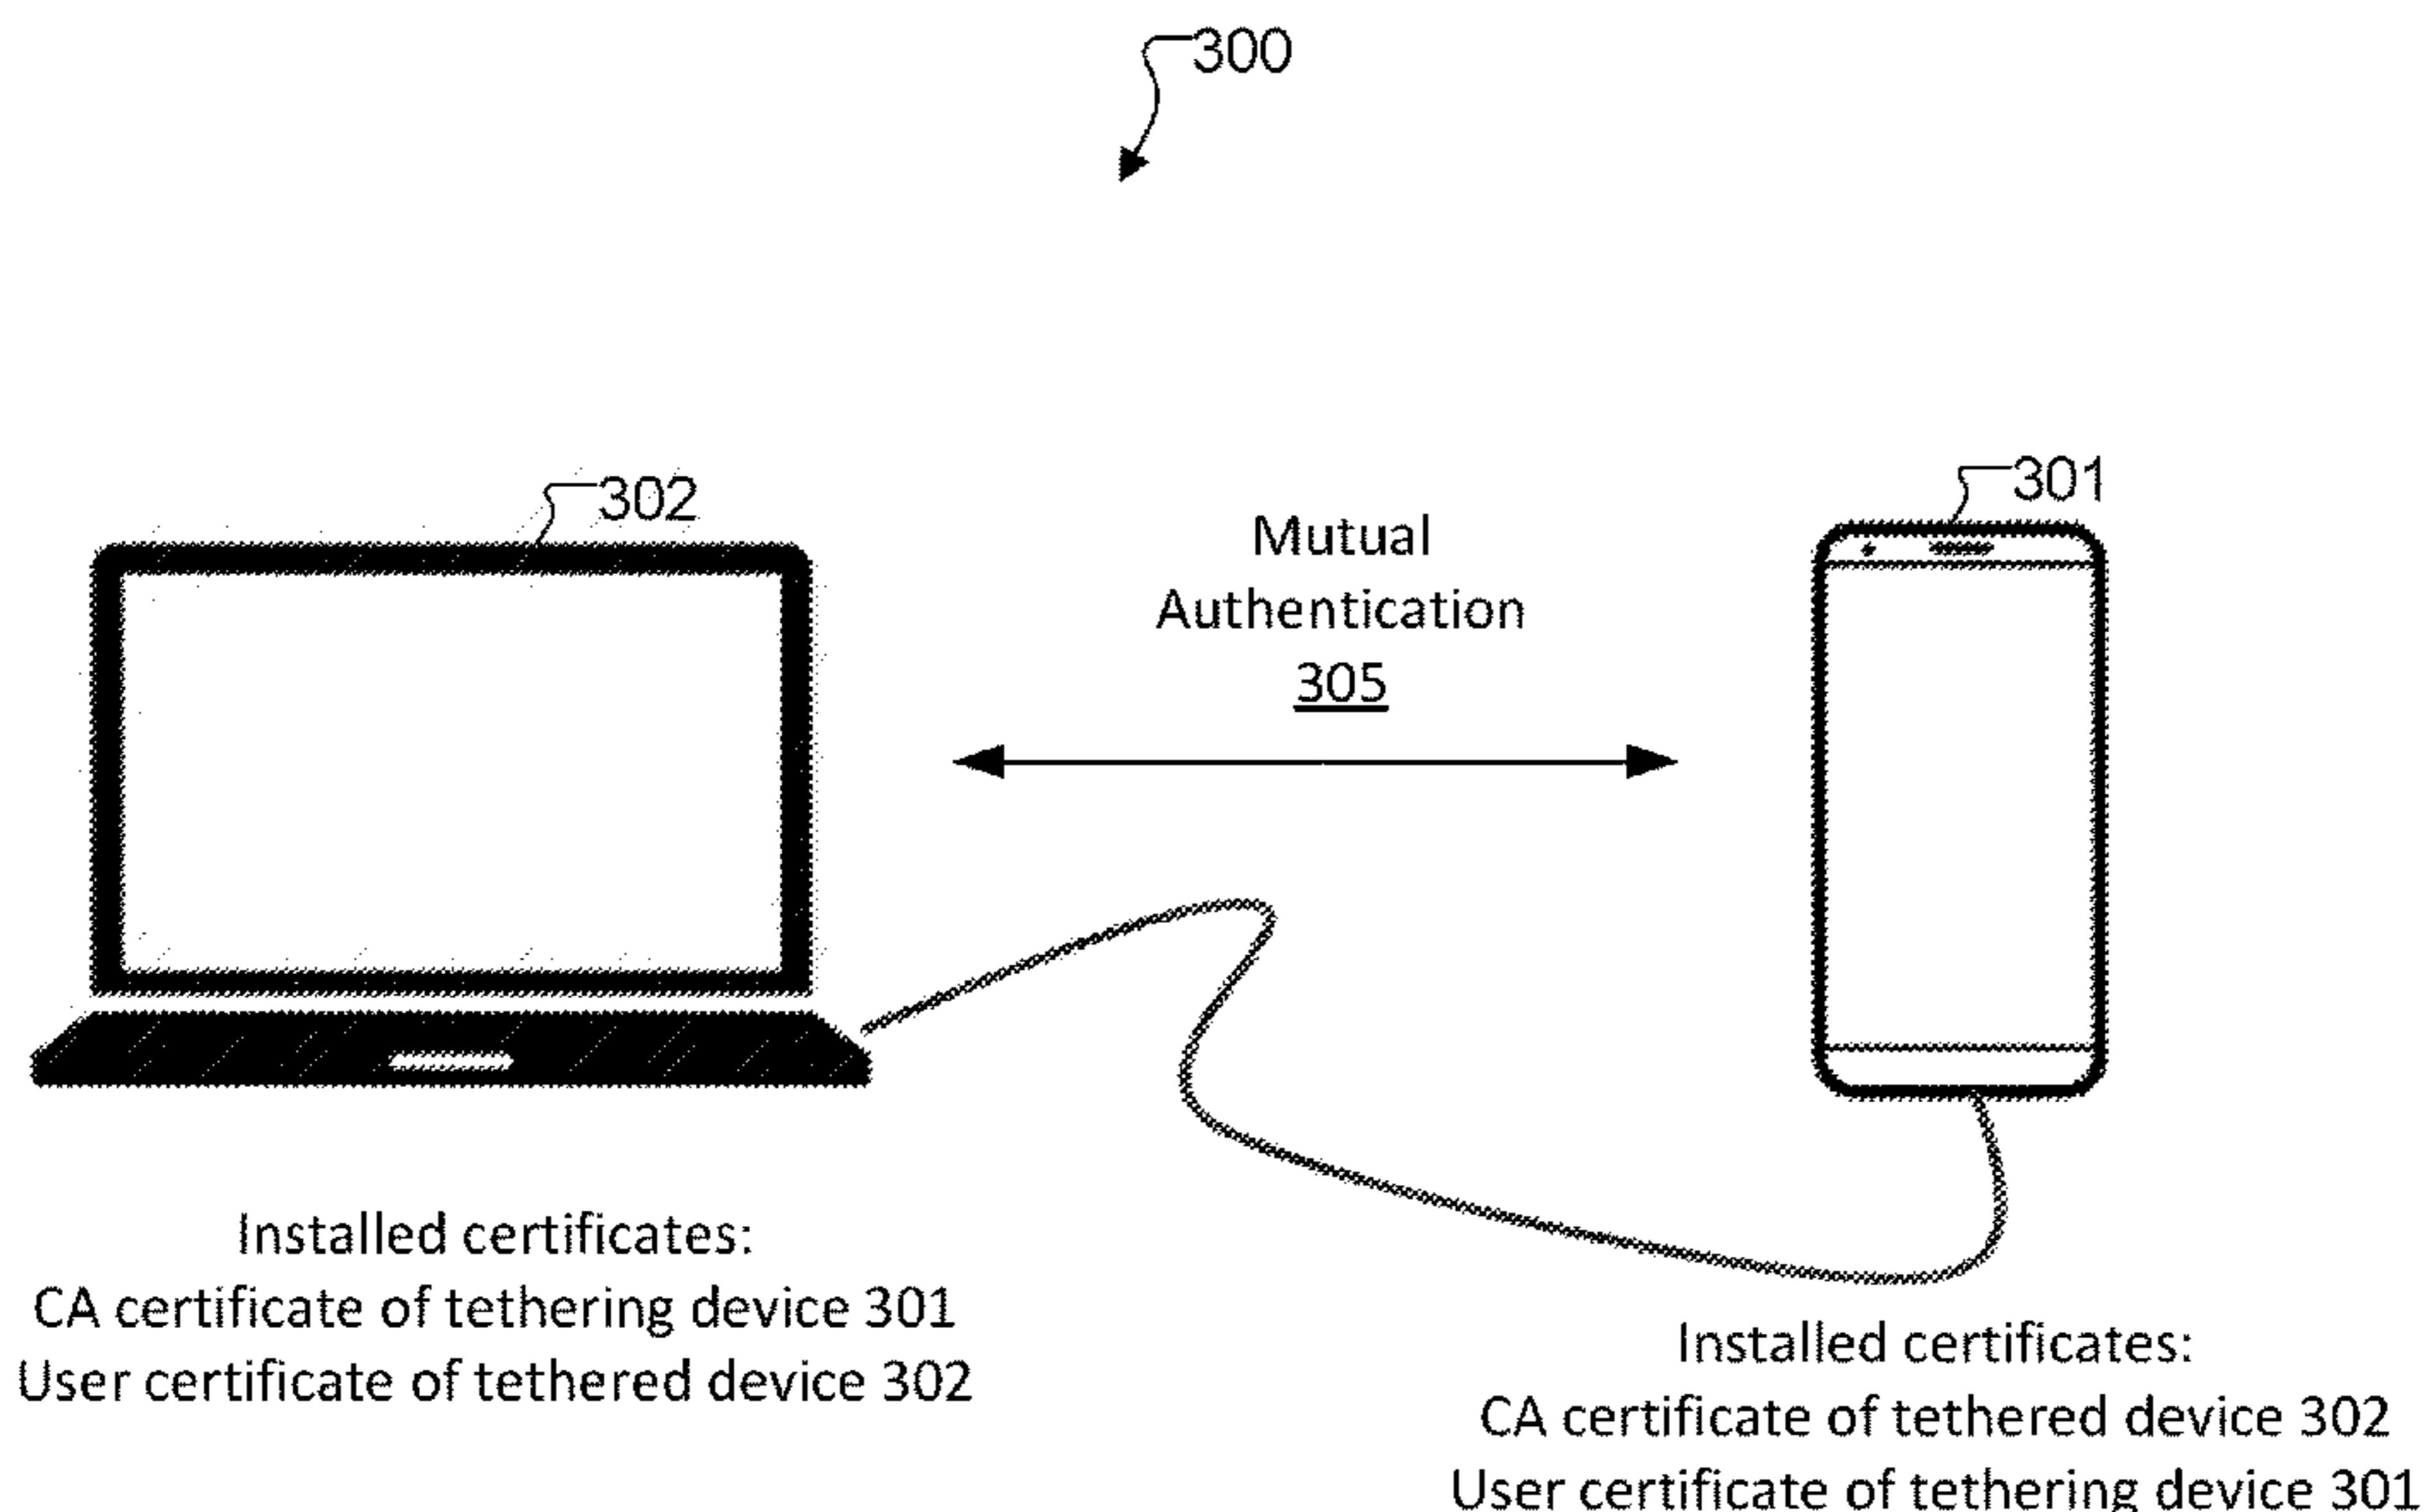 300
302
301
Mutual
Authentication
305
Installed certificates:
CA certificate of tethering device 301
User certificate of tethered device 302
Installed certificates:
CA certificate of tethered device 302
User certificate of tethering device 301